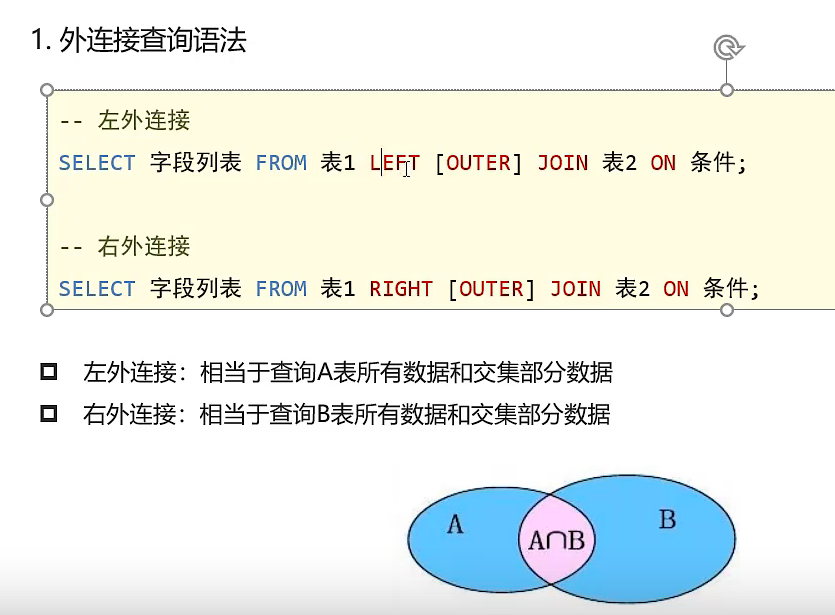 1. 外连接查询语法
-- 左外连接
SELECT 字段列表 FROM 表1 LEFT [OUTER] JOIN 表2 ON 条件;
-- 右外连接
SELECT 字段列表 FROM 表1 RIGHT [OUTER] JOIN 表2 ON 条件;
左外连接：相当于查询A表所有数据和交集部分数据
右外连接：相当于查询B表所有数据和交集部分数据
A
A∩B
B